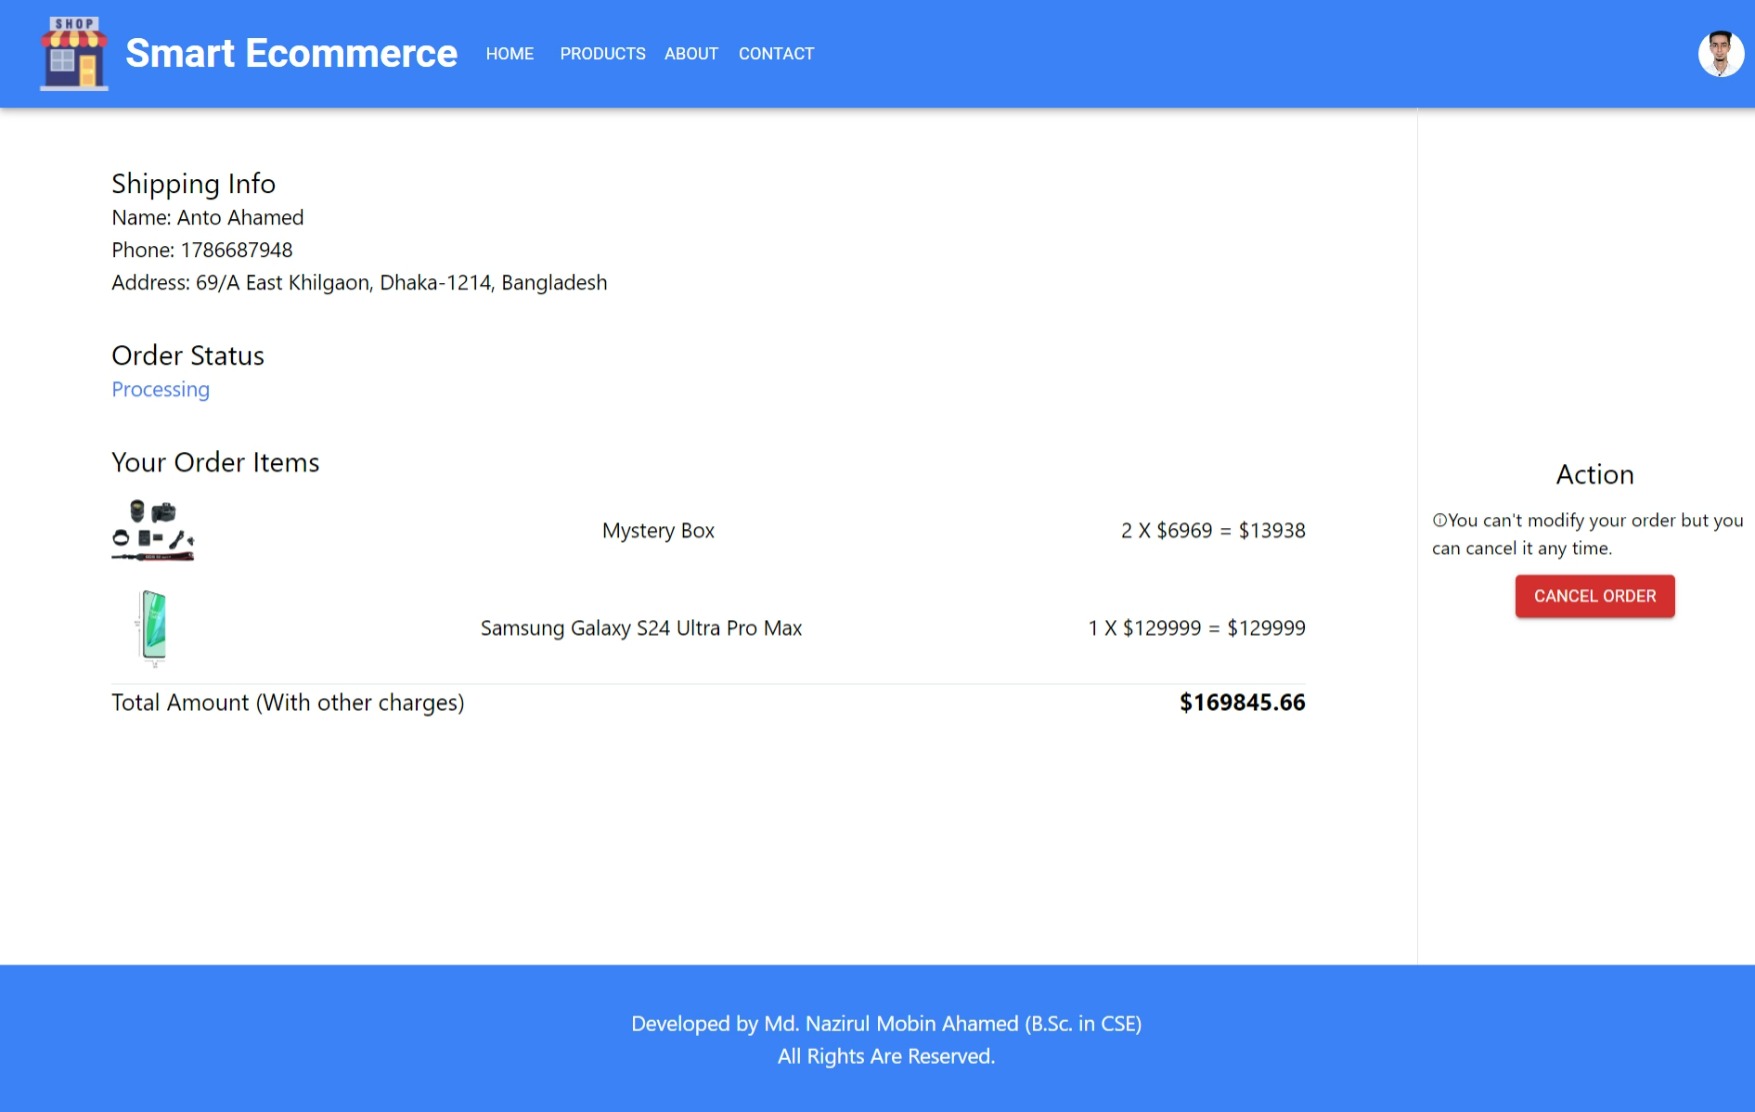 SHOP
Smart Ecommerce
HOME
PRODUCTS
ABOUT
CONTACT
Shipping Info
Name: Anto Ahamed
Phone: 1786687948
Address: 69/A East Khilgaon, Dhaka-1214, Bangladesh
Order Status
Processing
Your Order Items
Mystery Box
2 X $6969 = $13938
Samsung Galaxy S24 Ultra Pro Max
1 X $129999 = $129999
Total Amount (With other charges)
$169845.66
Action
ⓘYou can't modify your order but you
can cancel it any time.
CANCEL ORDER
Developed by Md. Nazirul Mobin Ahamed (B.Sc. in CSE)
All Rights Are Reserved.